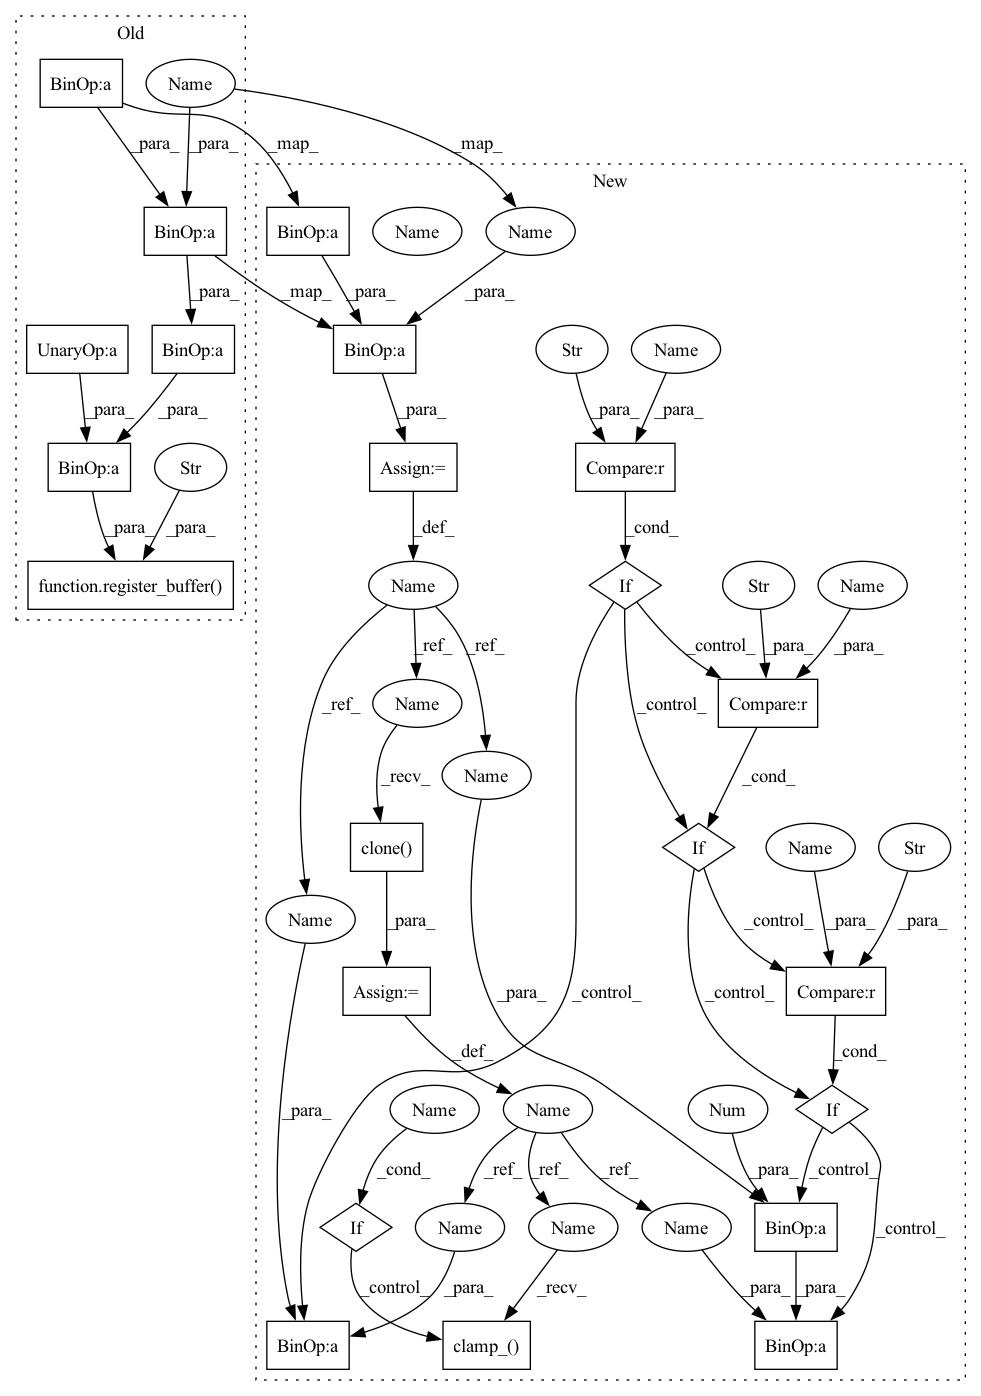 Old
BinOp:a
Name
_para_
_para_
_map_
_map_
New
BinOp:a
BinOp:a
Name
Name
_para_
_map_
_para_
_para_
UnaryOp:a
BinOp:a
BinOp:a
Str
Name
_para_
_para_
_para_
_para_
_para_
BinOp:a
Str
Assign:=
Compare:r
_para_
_para_
_def_
_cond_
function.register_buffer()
Name
If
Str
Name
_ref_
_ref_
_control_
_para_
_para_
_ref_
Name
_control_
Compare:r
Name
_recv_
_cond_
clone()
If
Name
Str
Name
_para_
_control_
_para_
_para_
Assign:=
_para_
_control_
_control_
Compare:r
_def_
_cond_
_para_
Name
Name
Num
If
_cond_
_ref_
_ref_
_ref_
_para_
_control_
If
Name
Name
Name
BinOp:a
_control_
_control_
_para_
_recv_
_para_
_para_
BinOp:a
clamp_()
BinOp:a